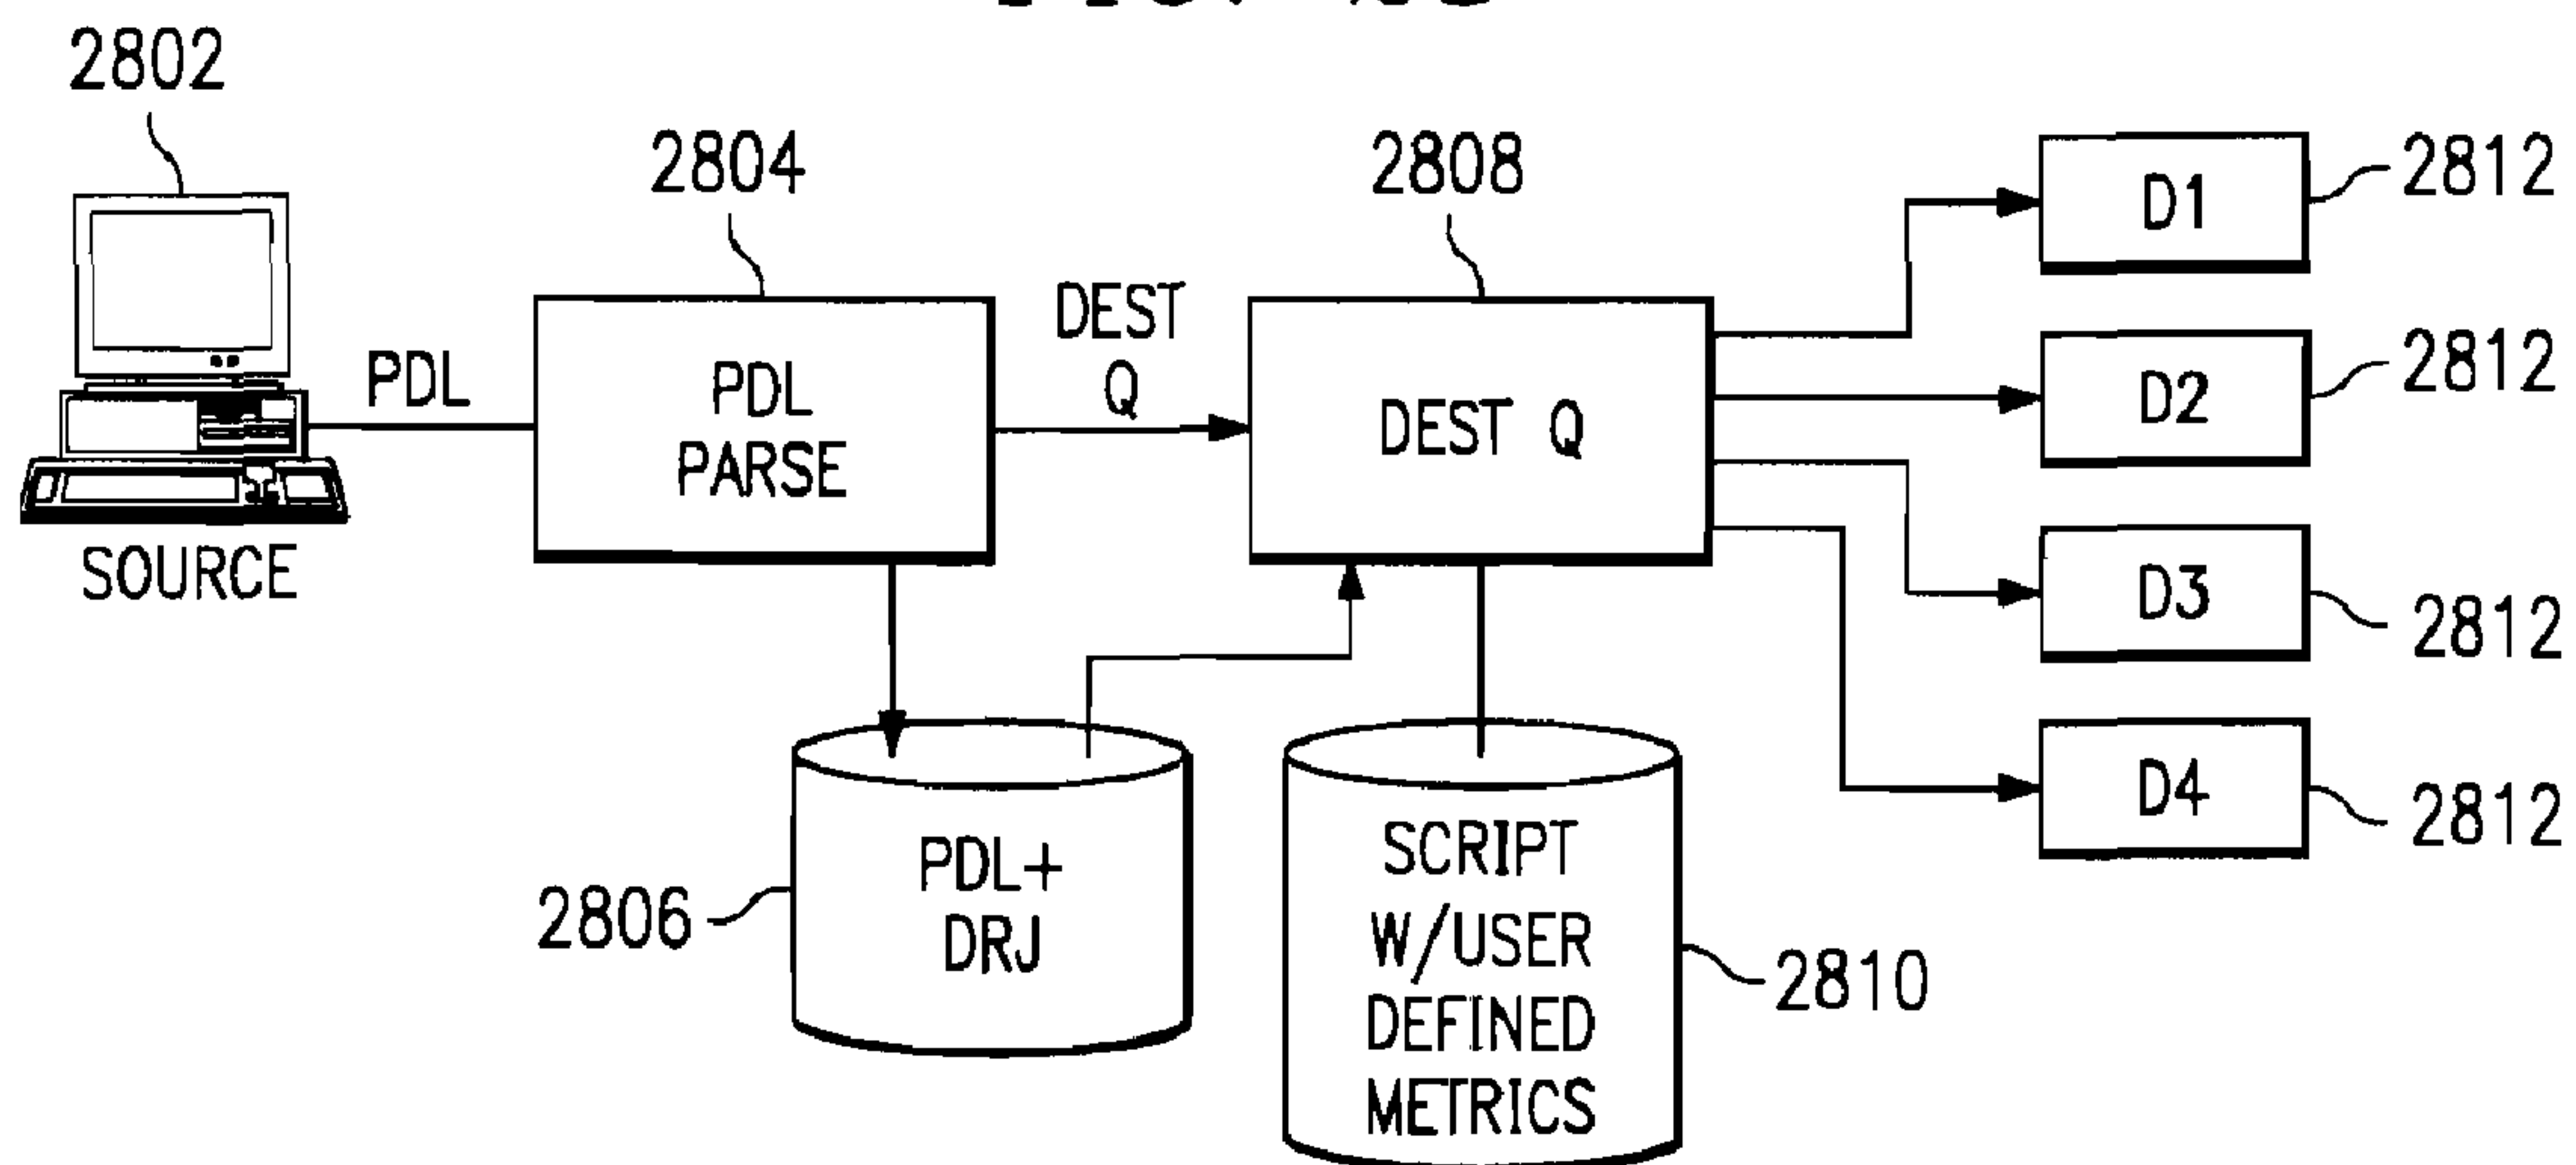 2802
2804
2808
D1
2812
PDL
PDL
PARSE
DEST
Q
DEST Q
D2
2812
SOURCE
D3
2812
D4
2812
2806
PDL+
DRJ
SCRIPT
W/USER
DEFINED
METRICS
2810